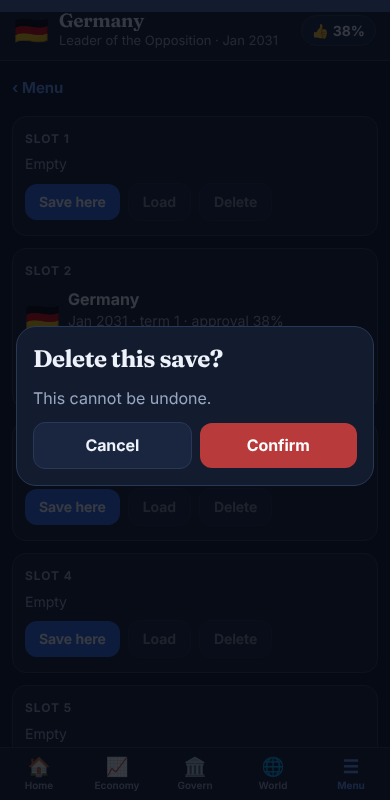 Germany
Leader of the Opposition · Jan 2031
👍 38%
‹ Menu
SLOT 1
Empty
Save here
Load
Delete
SLOT 2
Germany
Jan 2031 · term 1 · approval 38%
Delete this save?
This cannot be undone.
Cancel
Confirm
Save here
Load
Delete
SLOT 4
Empty
Save here
Load
Delete
SLOT 5
Empty
Home
Economy
Govern
World
Menu